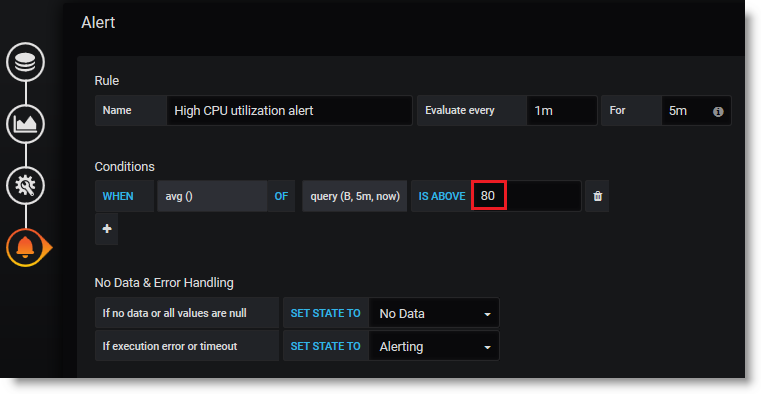 Alert
Rule
Name High CPU utilization alert Evaluate every 1m For 5m
Conditions
WHEN avg () OF query (B, 5m, now) IS ABOVE 80
No Data & Error Handling
If no data or all values are null SET STATE TO No Data
If execution error or timeout SET STATE TO Alerting